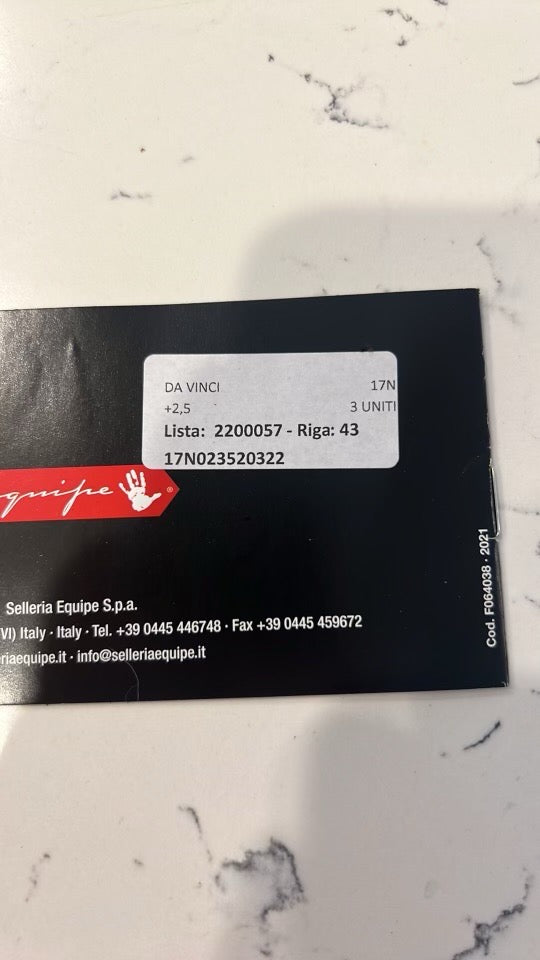 DA VINCI 17N
+2,5 3 UNITI
Lista: 2200057 - Riga: 43
17N023520322
equipe ®
Selleria Equipe S.p.a.
VI) Italy · Italy · Tel. +39 0445 446748 · Fax +39 0445 459672
riaequipe.it · info@selleriaequipe.it
Cod. F064038 · 2021